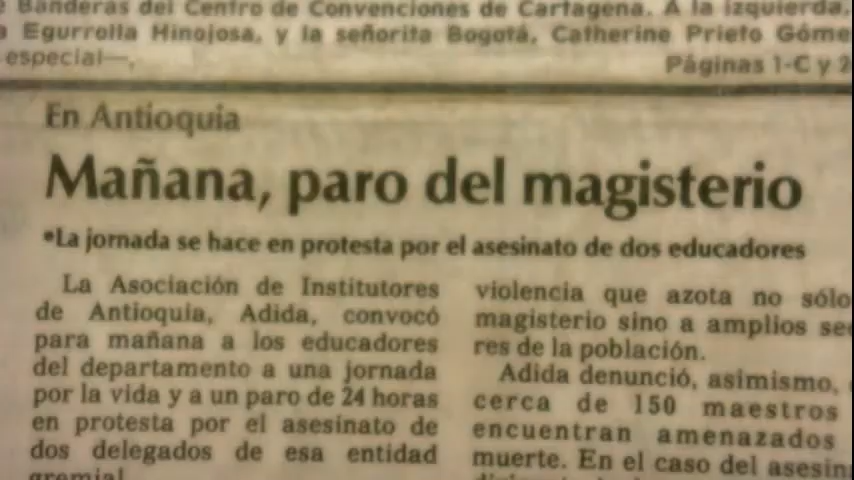 Banderas del Centro de Convenciones de Cartagena. A la izquierda,
Egurrolla Hinojosa, y la señorita Bogotá, Catherine Prieto Góme
especial—,
Páginas 1-C y 2
En Antioquia
Mañana, paro del magisterio
•La jornada se hace en protesta por el asesinato de dos educadores
La Asociación de Institutores
de Antioquia, Adida, convocó
para mañana a los educadores
del departamento a una jornada
por la vida y a un paro de 24 horas
en protesta por el asesinato de
dos delegados de esa entidad
gremial
violencia que azota no sólo
magisterio sino a amplios sec
res de la población.
Adida denunció, asimismo,
cerca de 150 maestros
encuentran amenazados
muerte. En el caso del asesin